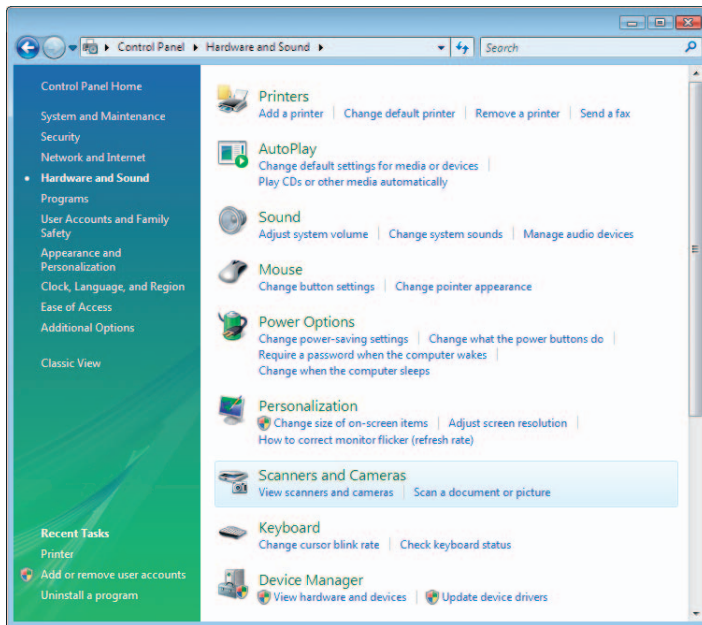 Control Panel Hardware and Sound Search
Control Panel Home
System and Maintenance
Security
Network and Internet
Hardware and Sound
Programs
User Accounts and Family
Safety
Appearance and
Personalization
Clock, Language, and Region
Ease of Access
Additional Options
Classic View
Recent Tasks
Printer
Add or remove user accounts
Uninstall a program
Printers
Add a printer Change default printer Remove a printer Send a fax
AutoPlay
Change default settings for media or devices
Play CDs or other media automatically
Sound
Adjust system volume Change system sounds Manage audio devices
Mouse
Change button settings Change pointer appearance
Power Options
Change power-saving settings Change what the power buttons do
Require a password when the computer wakes
Change when the computer sleeps
Personalization
Change size of on-screen items Adjust screen resolution
How to correct monitor flicker (refresh rate)
Scanners and Cameras
View scanners and cameras Scan a document or picture
Keyboard
Change cursor blink rate Check keyboard status
Device Manager
View hardware and devices Update device drivers